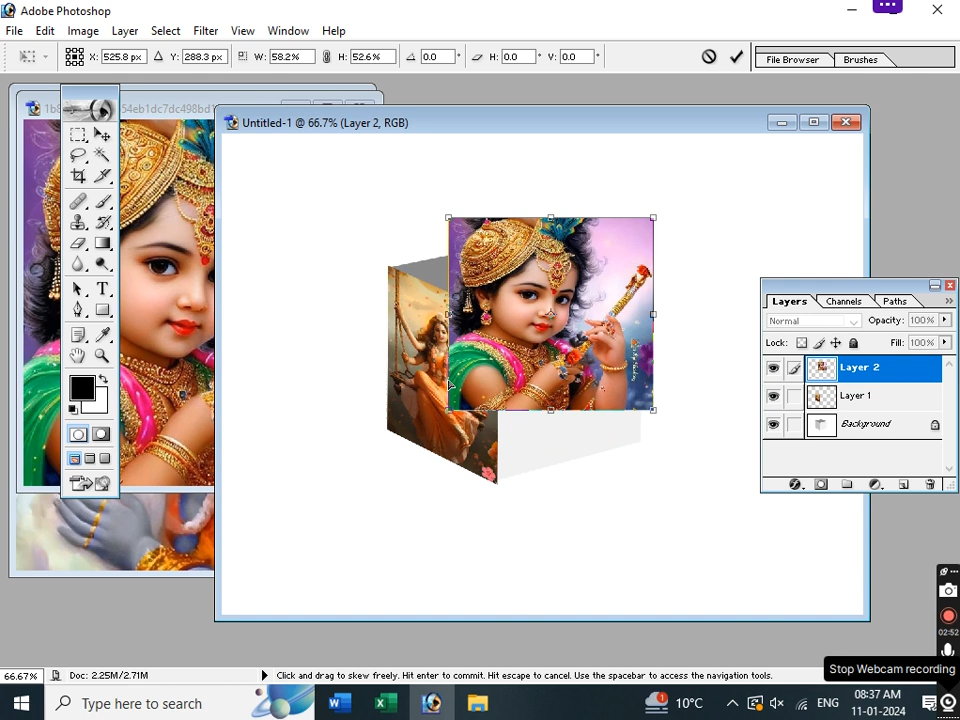 Adobe Photoshop
File Edit Image Layer Select Filter View Window Help
X: 525.8 px Y: 288.3 px W: 58.2% H: 52.6% 0.0 ° H: 0.0 ° V: 0.0 °
File Browser Brushes
54eb1dc7dc498bd1
Untitled-1 @ 66.7% (Layer 2, RGB)
Layers Channels Paths
Normal Opacity: 100%
Lock: Fill: 100%
Layer 2
Layer 1
Background
02:52
Stop Webcam recording
66.67% Doc: 2.25M/2.71M Click and drag to skew freely. Hit enter to commit. Hit escape to cancel. Use the spacebar to access the navigation tools.
Type here to search
1 10°C ENG 08:37 AM
11-01-2024